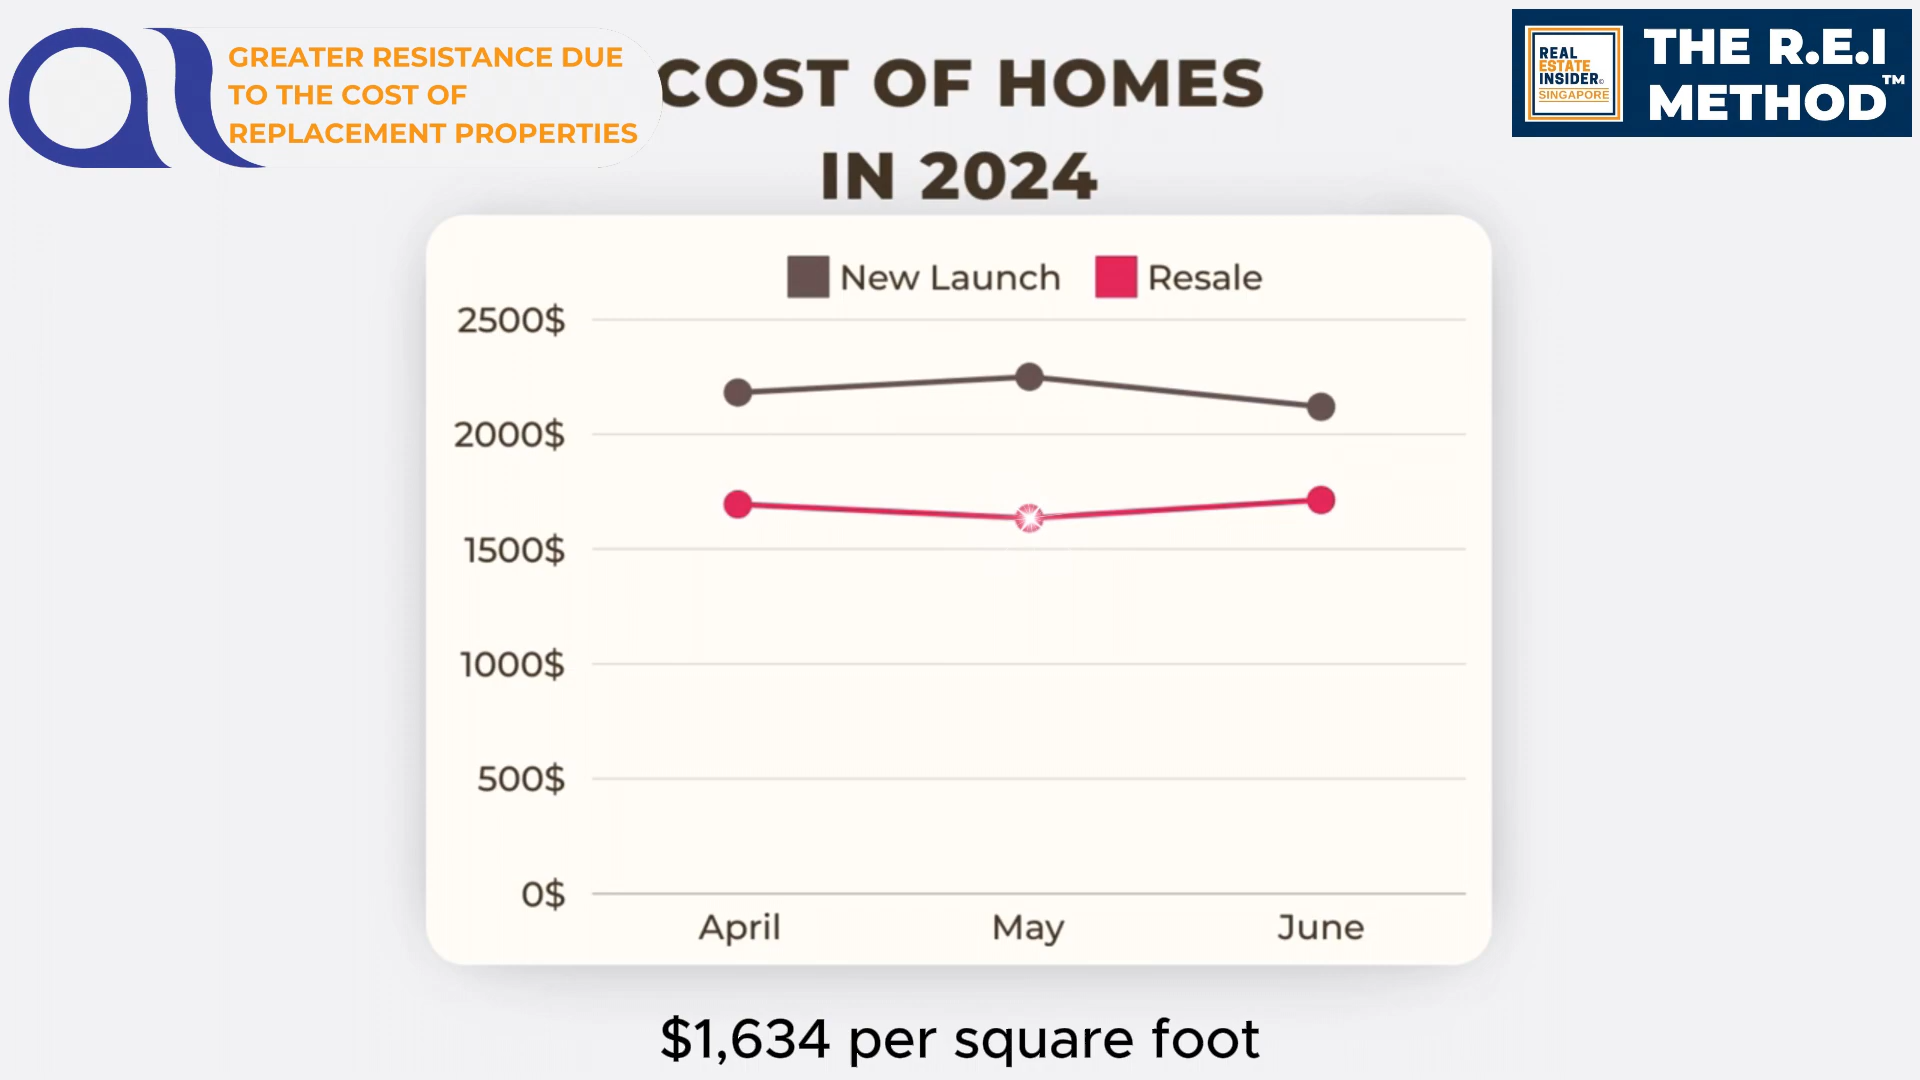 GREATER RESISTANCE DUE
TO THE COST OF
REPLACEMENT PROPERTIES
COST OF HOMES
IN 2024
REAL
ESTATE
INSIDER©
SINGAPORE
THE R.E.I
METHOD™
New Launch
Resale
2500$
2000$
1500$
1000$
500$
0$
April
May
June
$1,634 per square foot